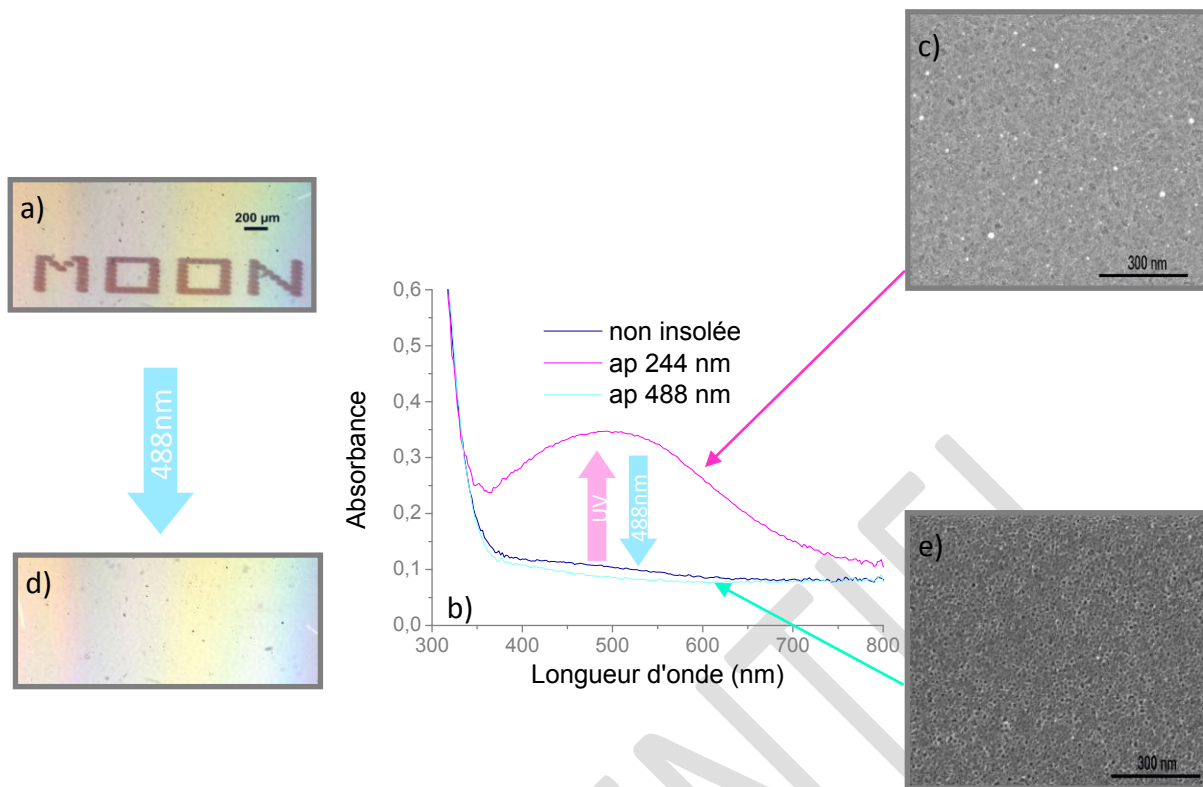 a)
200 µm
MOON
488nm
d)
b)
Absorbance
0,6
0,5
0,4
0,3
0,2
0,1
0,0
300
400
500
600
700
800
Longueur d'onde (nm)
non insolée
ap 244 nm
ap 488 nm
UV
488nm
c)
300 nm
e)
300 nm